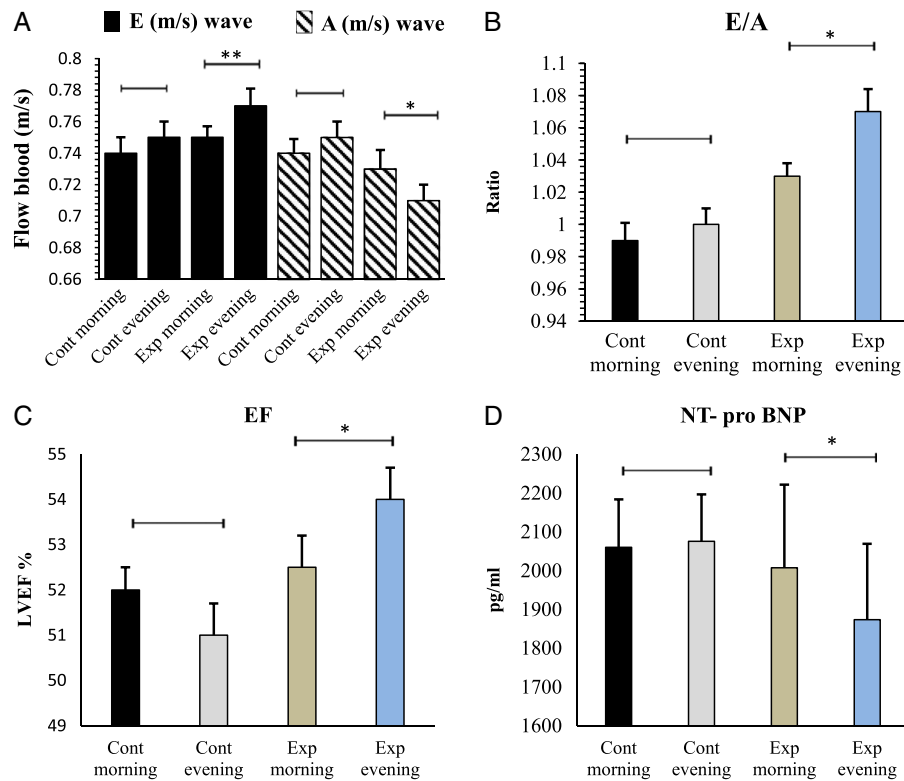 A
E (m/s) wave
A (m/s) wave
Flow blood (m/s)
0.8
0.78
0.76
0.74
0.72
0.7
0.68
0.66
**
*
Cont morning
Cont evening
Exp morning
Exp evening
Cont morning
Cont evening
Exp morning
Exp evening
B
E/A
*
Ratio
1.1
1.08
1.06
1.04
1.02
1
0.98
0.96
0.94
Cont
morning
Cont
evening
Exp
morning
Exp
evening
C
EF
*
LVEF %
55
54
53
52
51
50
49
Cont
morning
Cont
evening
Exp
morning
Exp
evening
D
NT- pro BNP
*
pg/ml
2300
2200
2100
2000
1900
1800
1700
1600
Cont
morning
Cont
evening
Exp
morning
Exp
evening